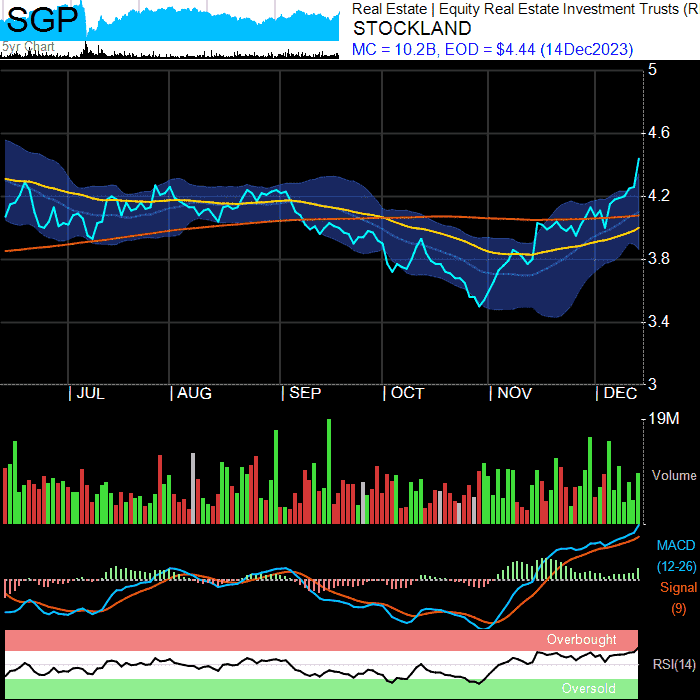 SGP
5yr Chart
Real Estate | Equity Real Estate Investment Trusts (R
STOCKLAND
MC = 10.2B, EOD = $4.44 (14Dec2023)
5
4.6
4.2
3.8
3.4
3
JUL AUG SEP OCT NOV DEC
19M
Volume
MACD
(12-26)
Signal
(9)
Overbought
RSI(14)
Oversold